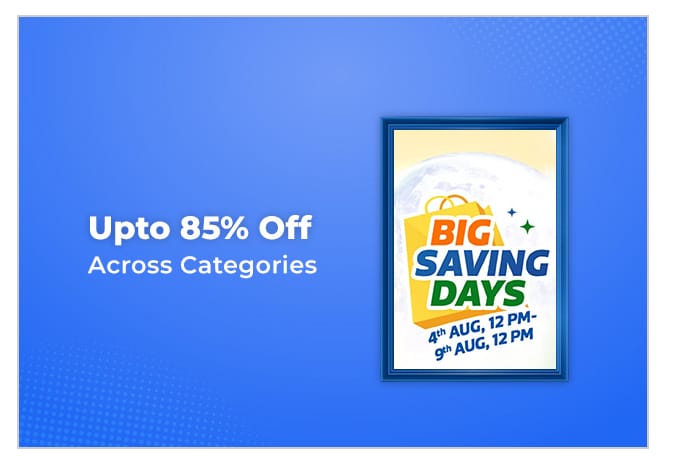 Upto 85% Off
Across Categories
BIG
SAVING
DAYS
4th AUG, 12 PM-
9th AUG, 12 PM